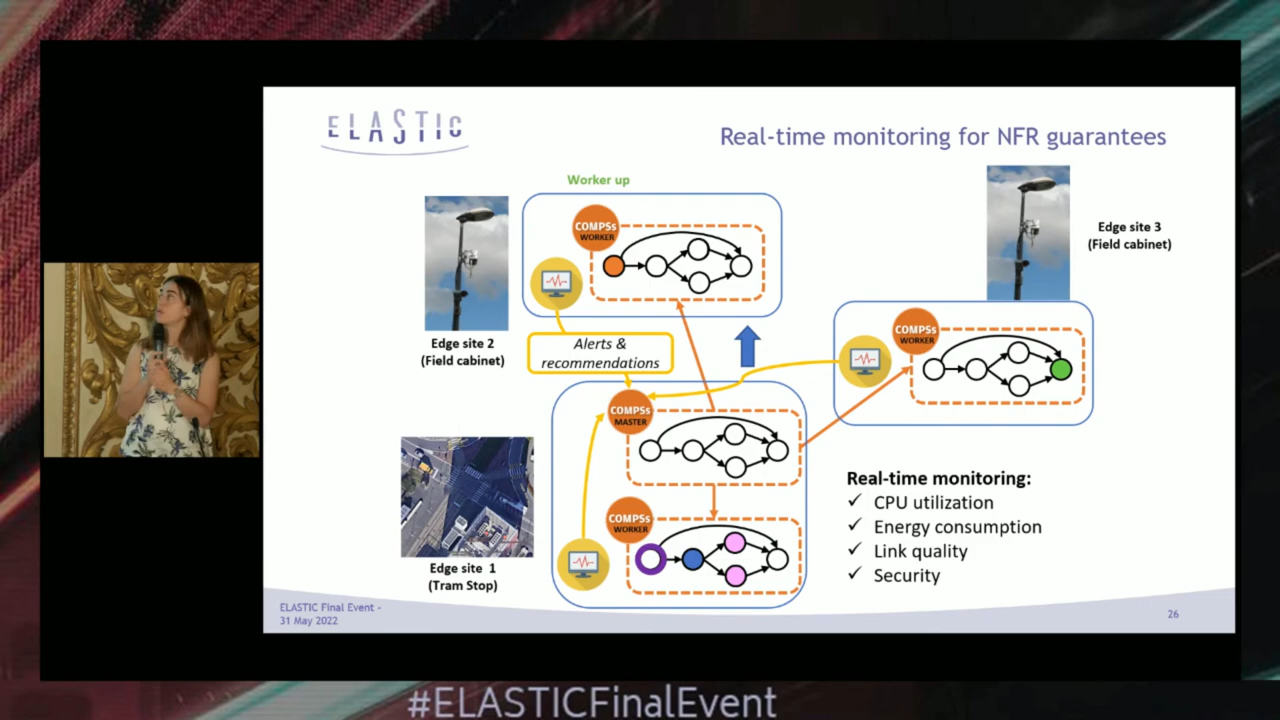 ELASTIC
Real-time monitoring for NFR guarantees
Worker up
COMPSs
WORKER
Edge site 2
(Field cabinet)
Alerts &
recommendations
Edge site 3
(Field cabinet)
COMPSs
WORKER
COMPSs
MASTER
COMPSs
WORKER
Edge site 1
(Tram Stop)
Real-time monitoring:
✓ CPU utilization
✓ Energy consumption
✓ Link quality
✓ Security
ELASTIC Final Event -
31 May 2022
26
#ELASTICFinalEvent